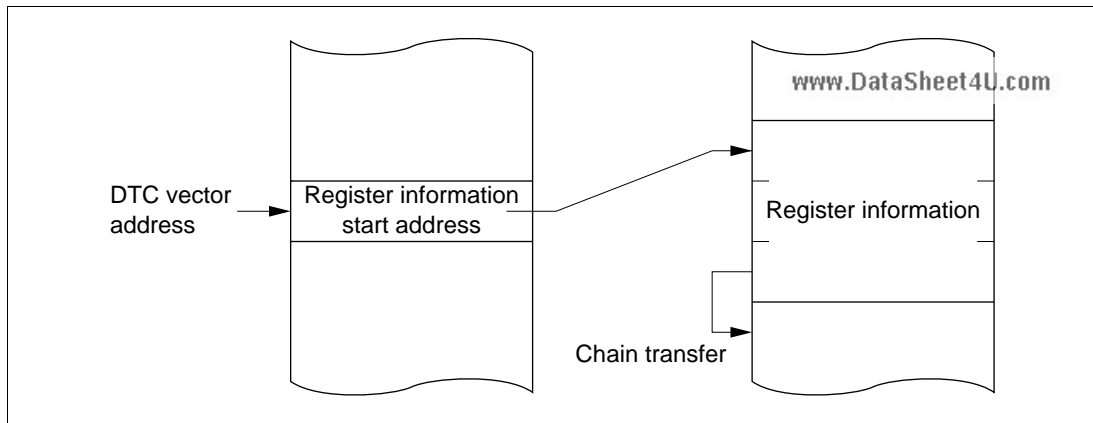 www.DataSheet4U.com
DTC vector
address
Register information
start address
Register information
Chain transfer